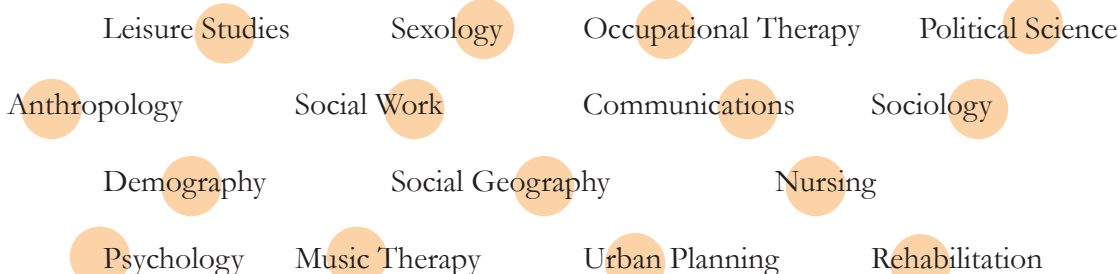 Leisure Studies Sexology Occupational Therapy Political Science
Anthropology Social Work Communications Sociology
Demography Social Geography Nursing
Psychology Music Therapy Urban Planning Rehabilitation